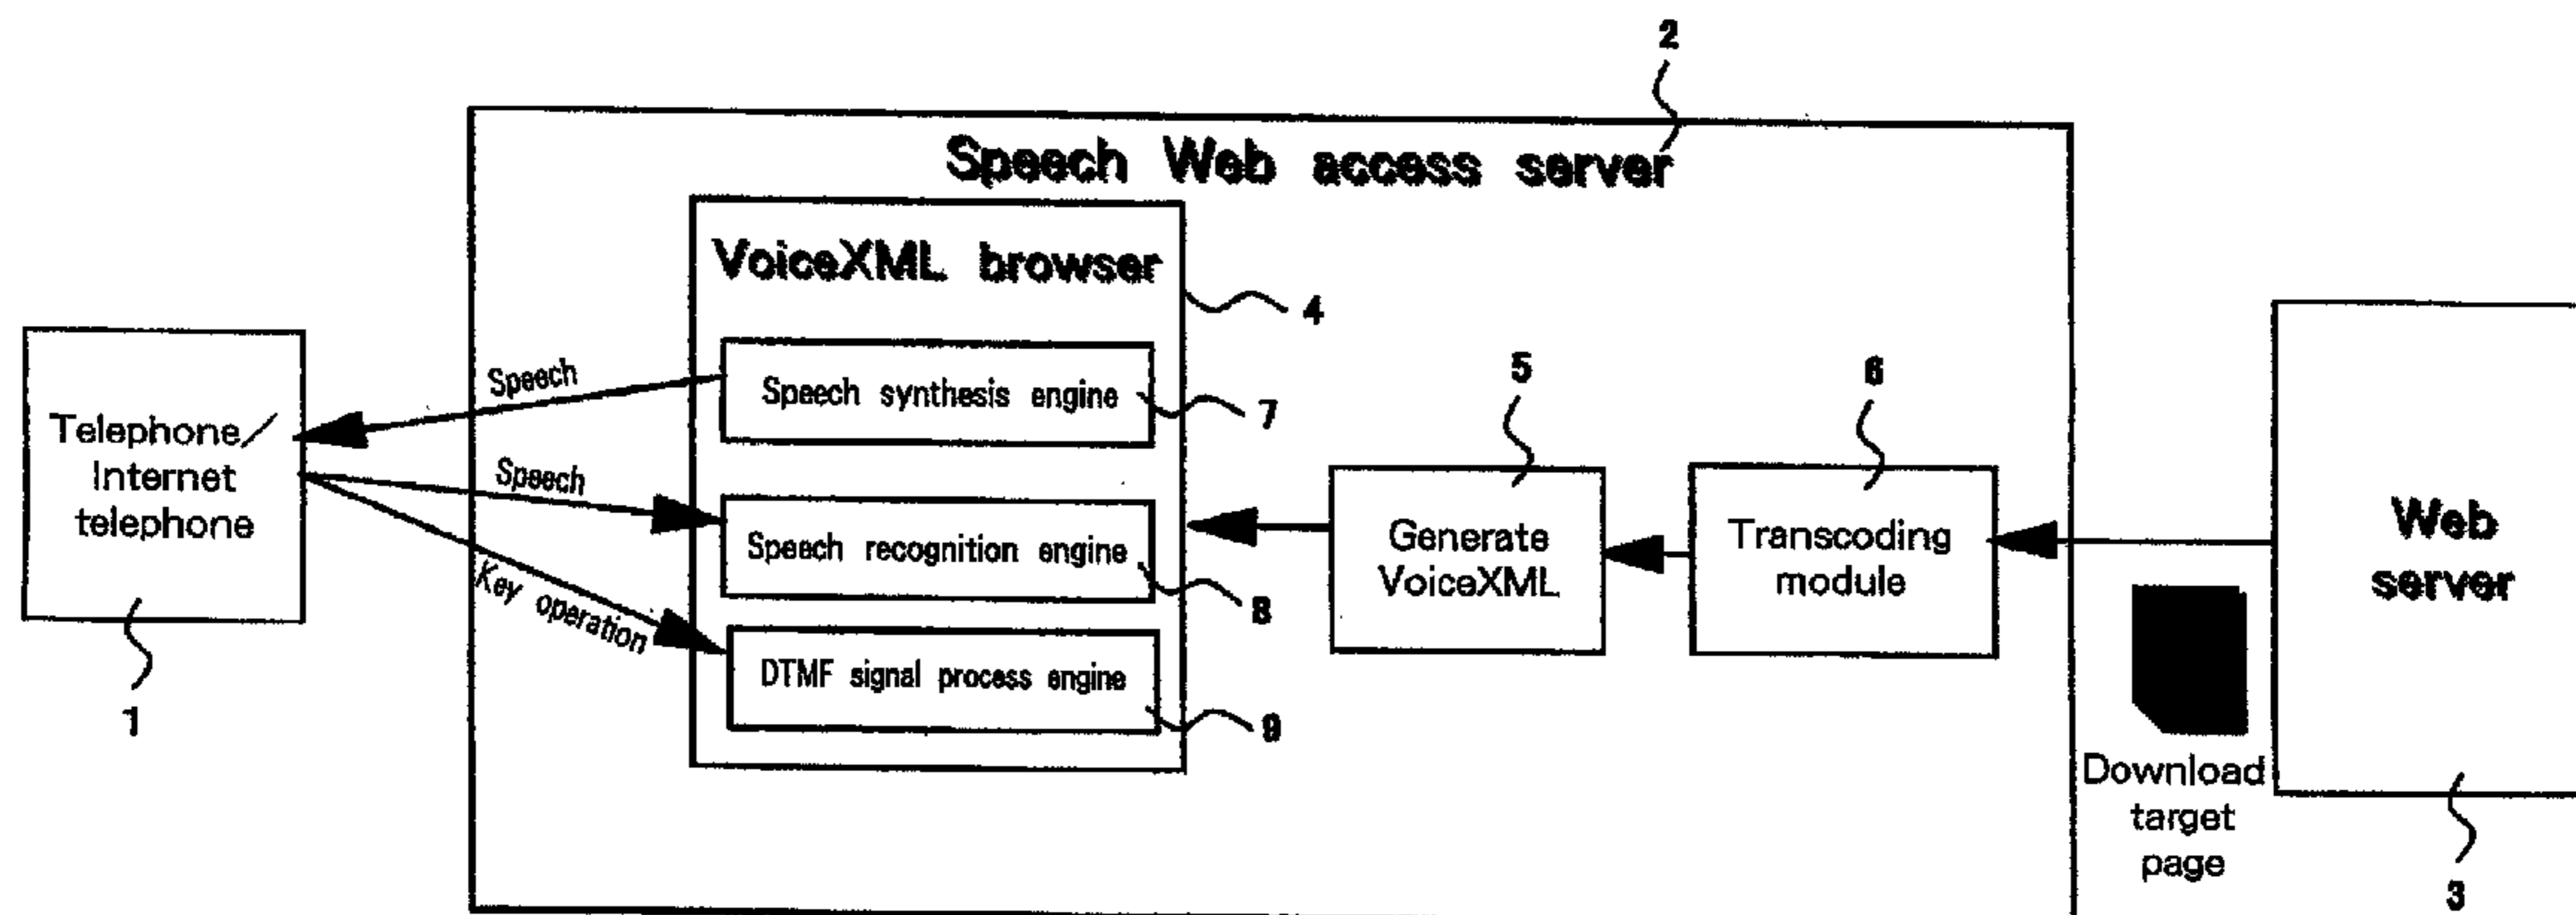 2
Speech Web access server
VoiceXML browser
4
Speech synthesis engine
7
Speech recognition engine
8
DTMF signal process engine
9
Telephone/
Internet
telephone
1
Speech
Speech
Key operation
5
Generate
VoiceXML
6
Transcoding
module
Web
server
3
Download
target
page